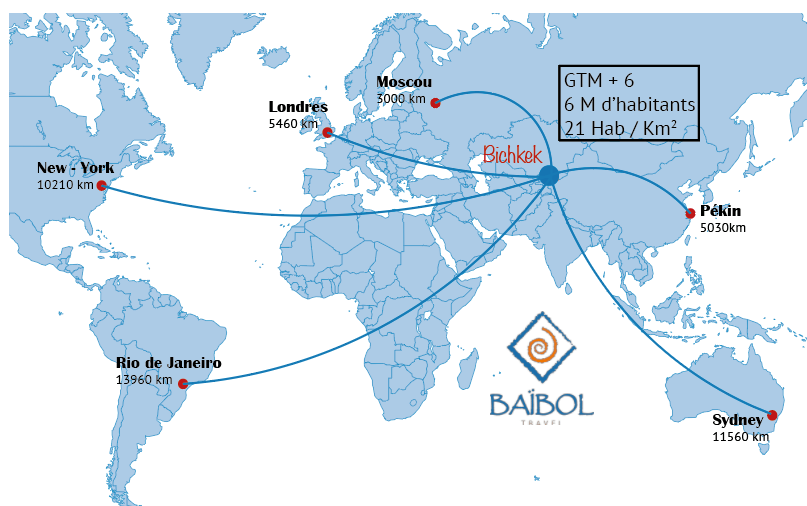 Moscou
3000 km
GTM + 6
6 M d'habitants
21 Hab / Km²
Londres
5460 km
Bichkek
New - York
10210 km
Pékin
5030km
Rio de Janeiro
13960 km
BAÏBOL
TRAVEL
Sydney
11560 km